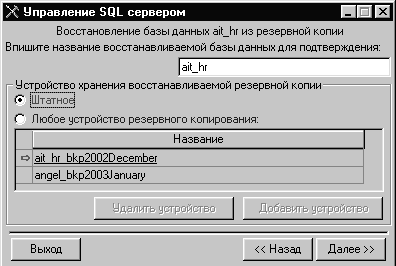 Управление SQL сервером
Восстановление базы данных ait_hr из резервной копии
Впишите название восстанавливаемой базы данных для подтверждения:
ait_hr
Устройство хранения восстанавливаемой резервной копии
Штатное
Любое устройство резервного копирования:
Название
ait_hr_bkp2002December
angel_bkp2003January
Удалить устройство Добавить устройство
Выход << Назад Далее >>